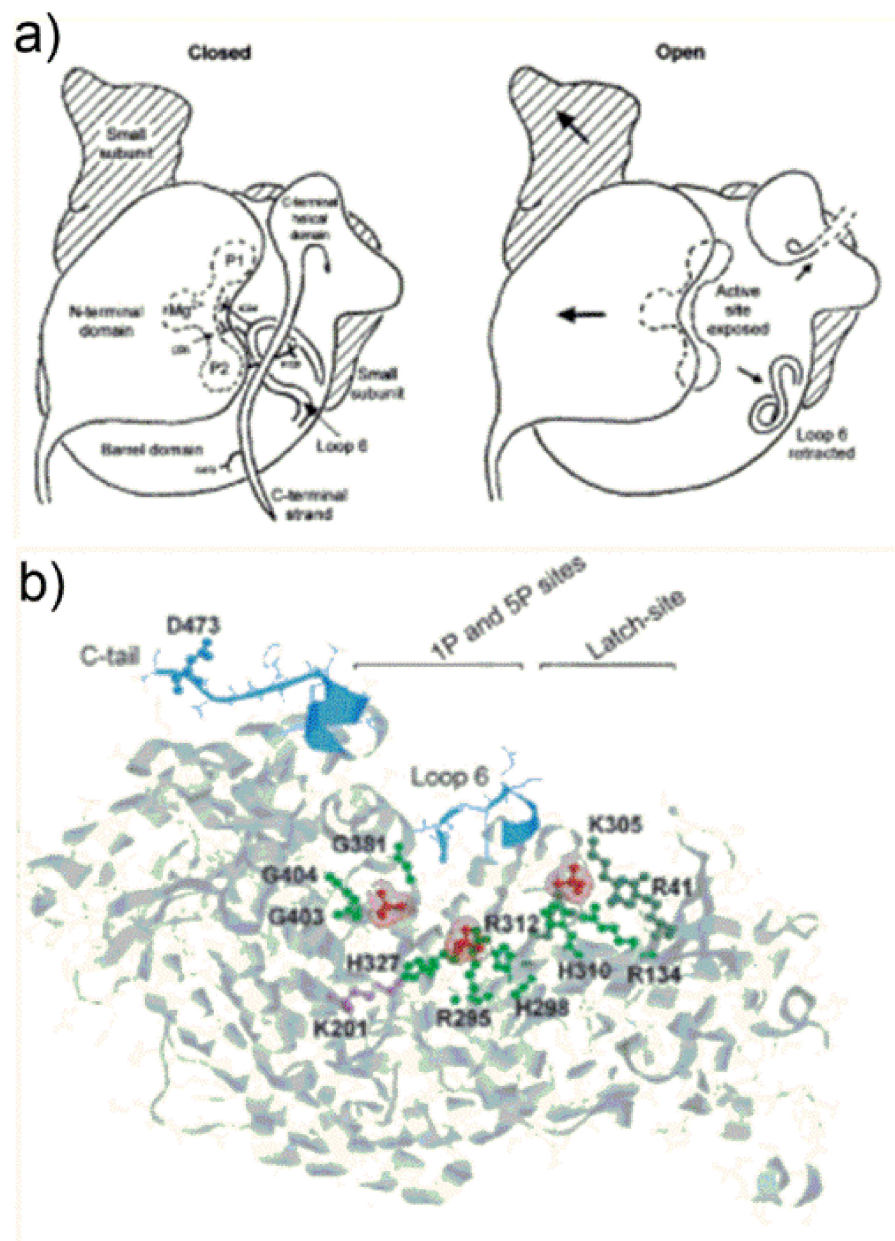 a)
Closed
Open
Small
subunit
C-terminal
helical
domain
P1
N-terminal
domain
Mg
P2
Active
site
exposed
Small
subunit
Barrel domain
Loop 6
C-terminal
strand
Loop 6
rotracted
b)
D473
C-tail
1P and 5P sites
Latch-site
Loop 6
G381
K305
G404
R41
G403
R312
H327
H310
R134
K201
R295
H298